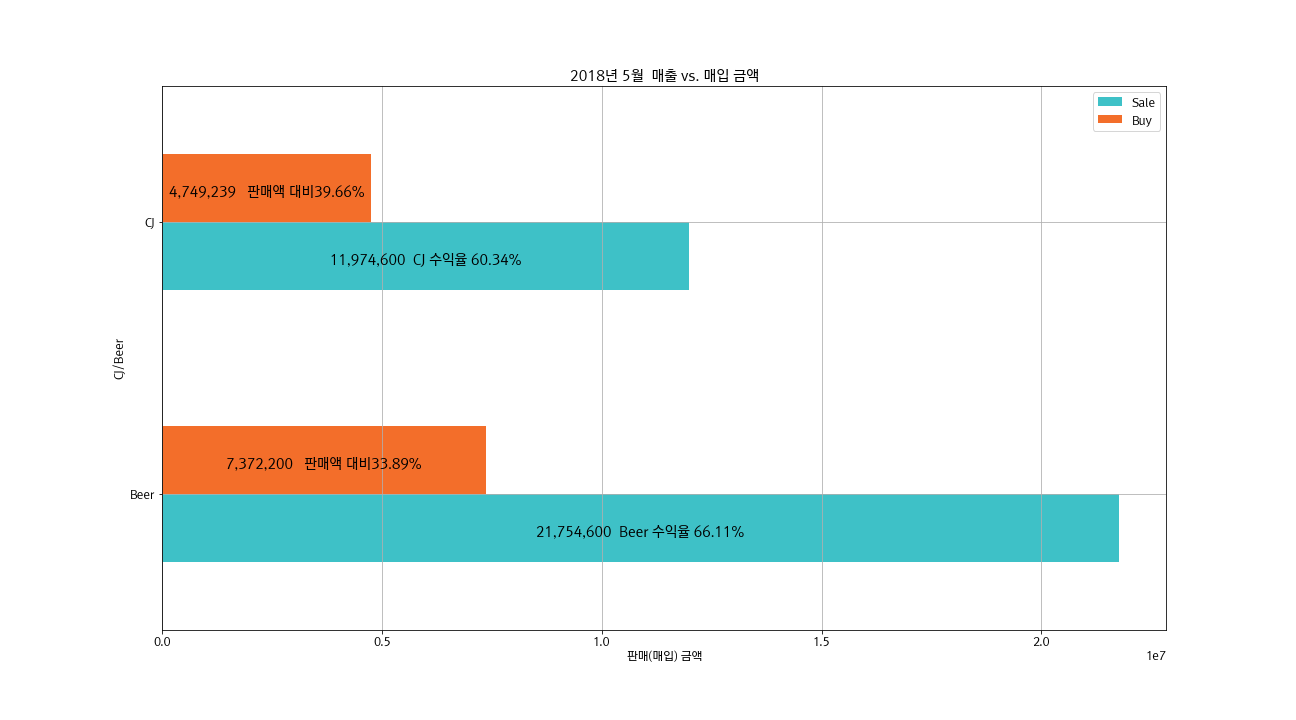 2018년 5월  매출 vs. 매입 금액
Sale
Buy
4,749,239   판매액 대비39.66%
CJ
11,974,600  CJ 수익율 60.34%
CJ/Beer
7,372,200   판매액 대비33.89%
Beer
21,754,600  Beer 수익율 66.11%
0.0 0.5 1.0 1.5 2.0
판매(매입) 금액
1e7